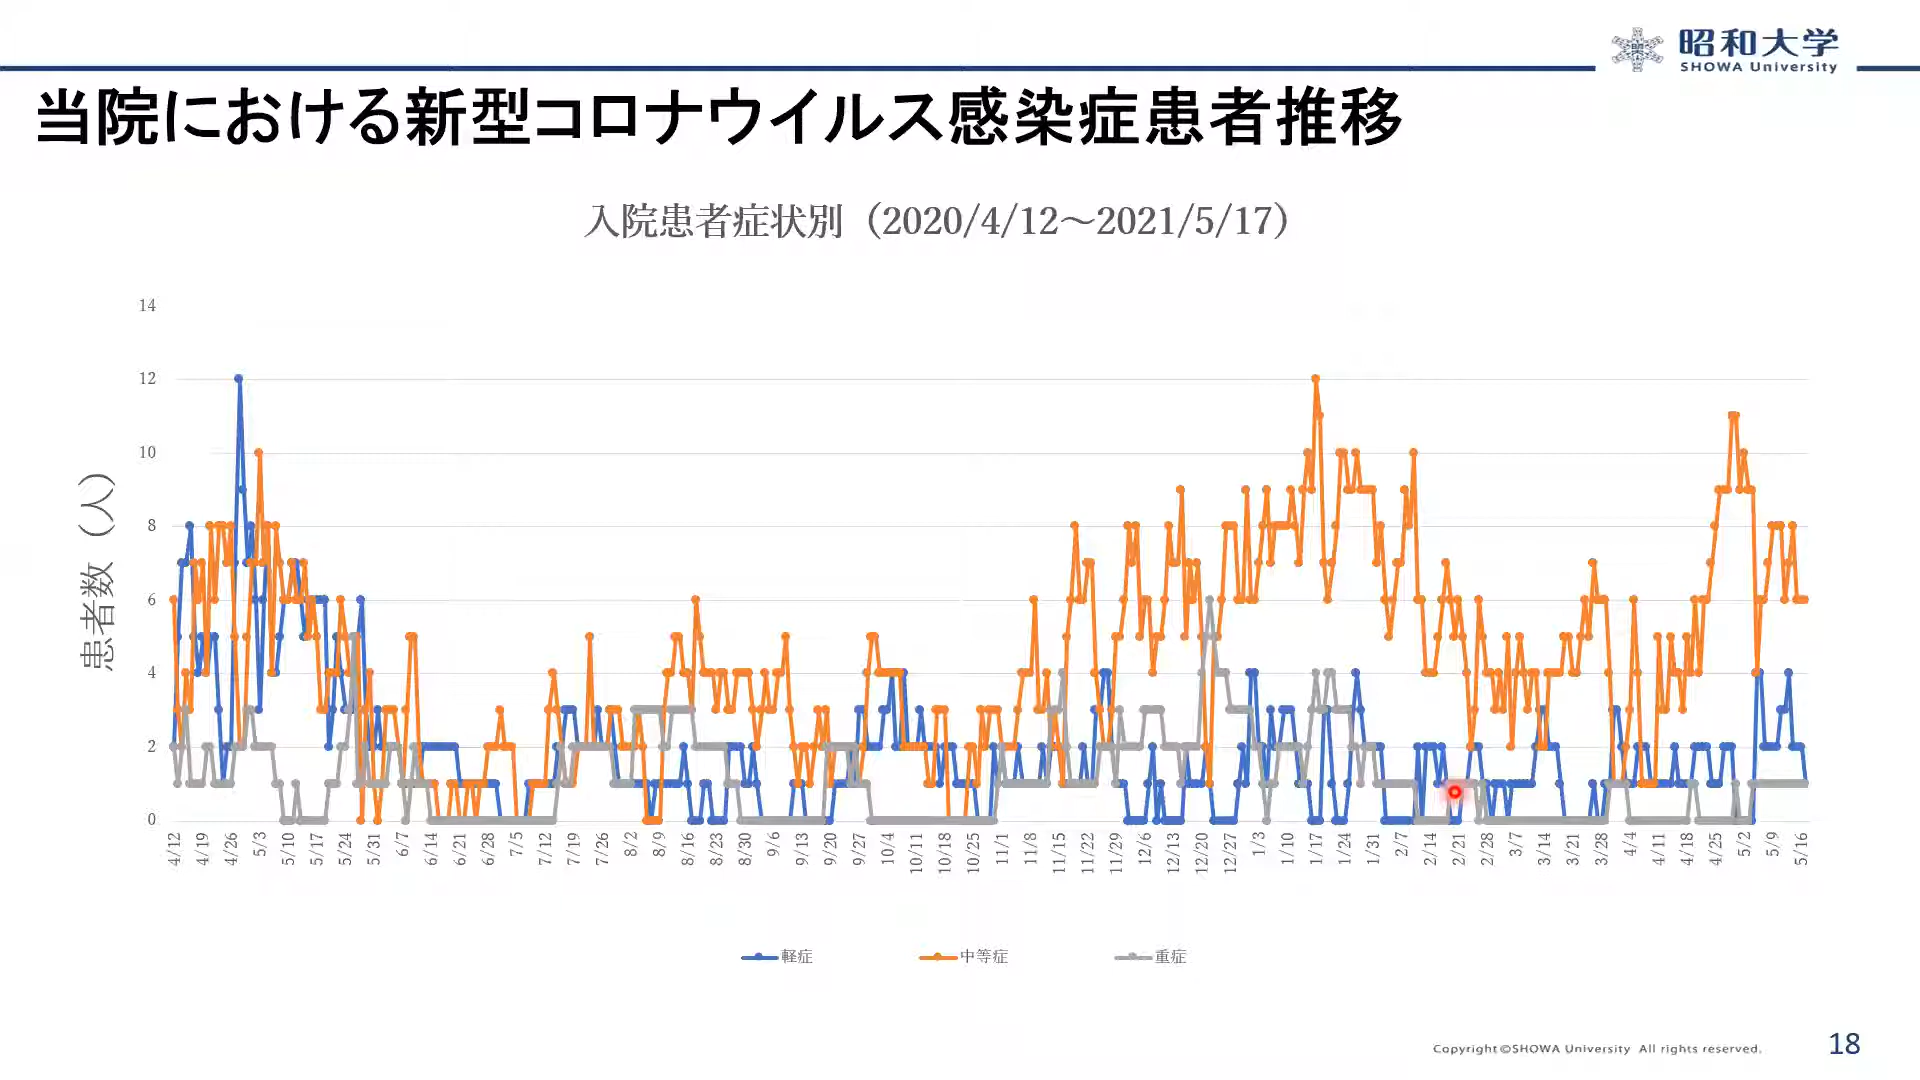 昭和大学
SHOWA University
当院における新型コロナウイルス感染症患者推移
入院患者症状別（2020/4/12～2021/5/17）
患者数（人）
14
12
10
8
6
4
2
0
4/12 4/19 4/26 5/3 5/10 5/17 5/24 5/31 6/7 6/14 6/21 6/28 7/5 7/12 7/19 7/26 8/2 8/9 8/16 8/23 8/30 9/6 9/13 9/20 9/27 10/4 10/11 10/18 10/25 11/1 11/8 11/15 11/22 11/29 12/6 12/13 12/20 12/27 1/3 1/10 1/17 1/24 1/31 2/7 2/14 2/21 2/28 3/7 3/14 3/21 3/28 4/4 4/11 4/18 4/25 5/2 5/9 5/16
軽症 中等症 重症
Copyright©SHOWA University All rights reserved.
18